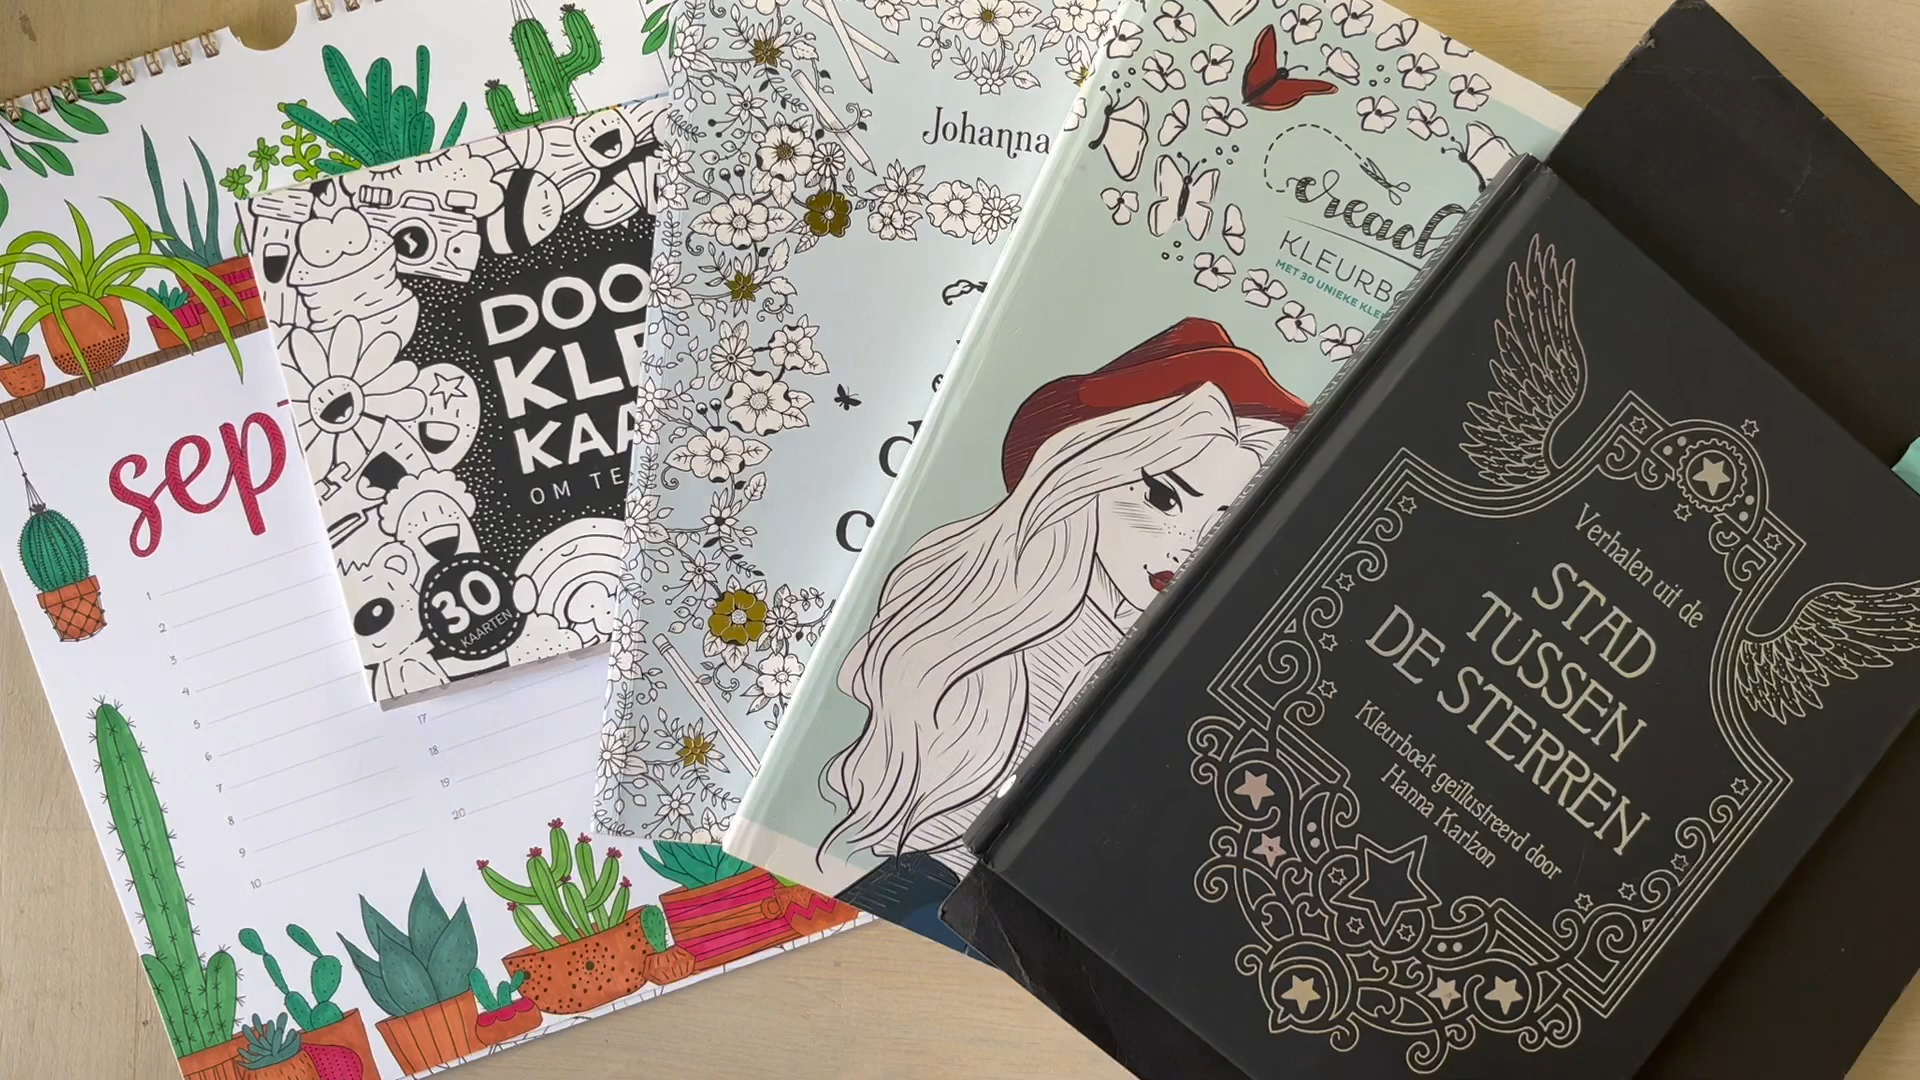 sep
1
2
3
4
5
6
7
8
9
10
17
18
19
20
DOO
KLE
KAA
OM TE
30
KAARTEN
Johanna
d
c
creach
KLEURBO
MET 30 UNIEKE KLE
Verhalen uit de
STAD
TUSSEN
DE STERREN
Kleurboek geïllustreerd door
Hanna Karlzon